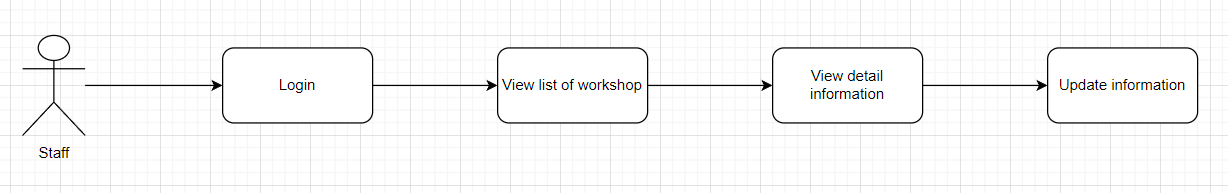 Login
View list of workshop
View detail
information
Update information
Staff